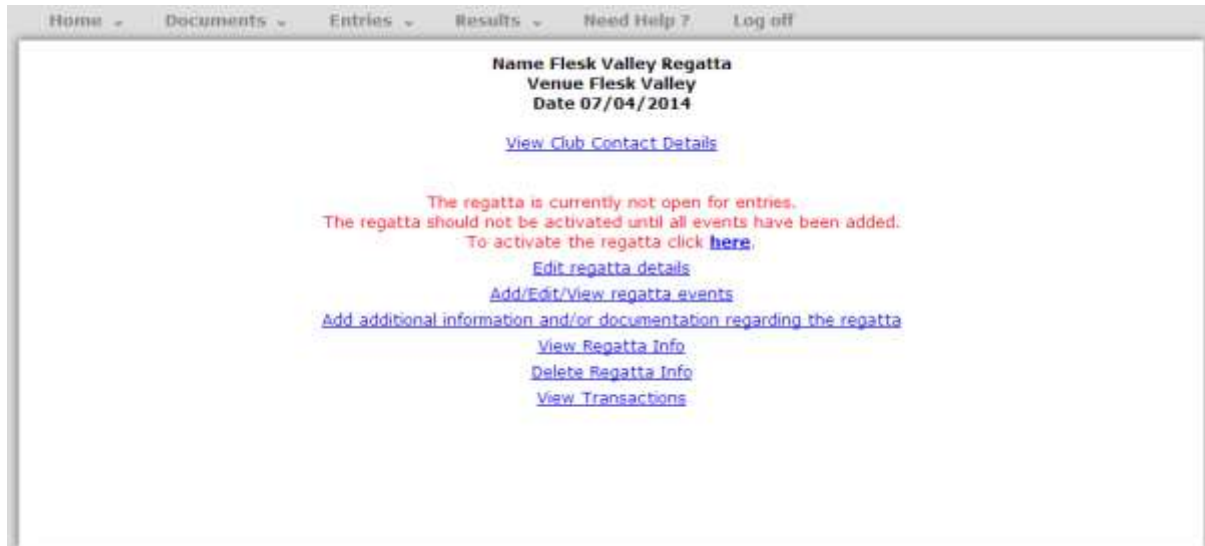 Home Documents Entries Results Need Help ? Log off
Name Flesk Valley Regatta
Venue Flesk Valley
Date 07/04/2014
View Club Contact Details
The regatta is currently not open for entries.
The regatta should not be activated until all events have been added.
To activate the regatta click here.
Edit regatta details
Add/Edit/View regatta events
Add additional information and/or documentation regarding the regatta
View Regatta Info
Delete Regatta Info
View Transactions